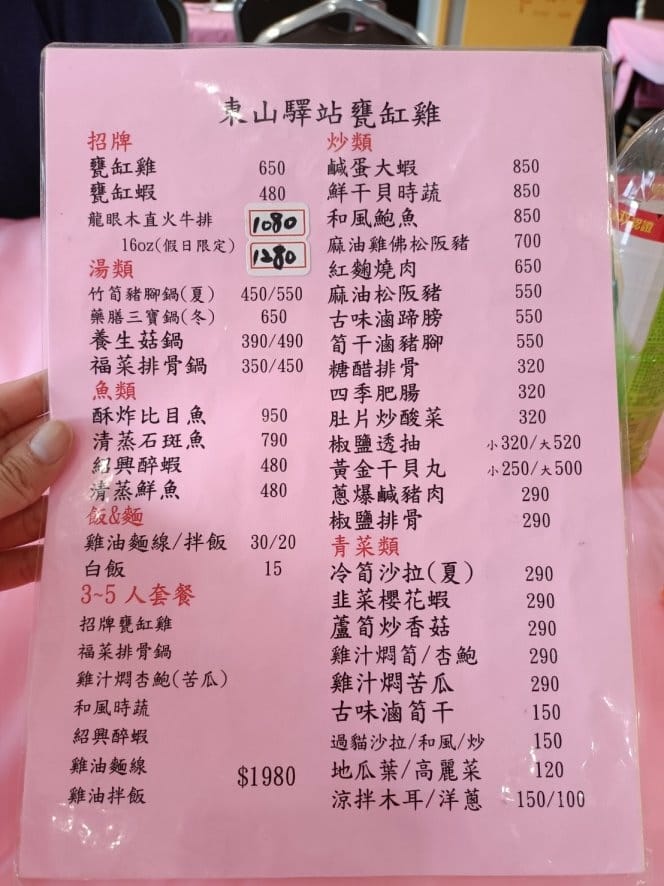 東山驛站甕缸雞
招牌
甕缸雞 650
甕缸蝦 480
龍眼木直火牛排 1080
16oz(假日限定) 1280
湯類
竹筍豬腳鍋(夏) 450/550
藥膳三寶鍋(冬) 650
養生菇鍋 390/490
福菜排骨鍋 350/450
魚類
酥炸比目魚 950
清蒸石斑魚 790
紹興醉蝦 480
清蒸鮮魚 480
飯&麵
雞油麵線/拌飯 30/20
白飯 15
3~5人套餐
招牌甕缸雞
福菜排骨鍋
雞汁燜杏鮑(苦瓜)
和風時蔬
紹興醉蝦
雞油麵線
雞油拌飯
$1980
炒類
鹹蛋大蝦 850
鮮干貝時蔬 850
和風鮑魚 850
麻油雞佛松阪豬 700
紅麴燒肉 650
麻油松阪豬 550
古味滷蹄膀 550
筍干滷豬腳 550
糖醋排骨 320
四季肥腸 320
肚片炒酸菜 320
椒鹽透抽 小320/大520
黃金干貝丸 小250/大500
蔥爆鹹豬肉 290
椒鹽排骨 290
青菜類
冷筍沙拉(夏) 290
韭菜櫻花蝦 290
蘆筍炒香菇 290
雞汁燜筍/杏鮑 290
雞汁燜苦瓜 290
古味滷筍干 150
過貓沙拉/和風/炒 150
地瓜葉/高麗菜 120
涼拌木耳/洋蔥 150/100